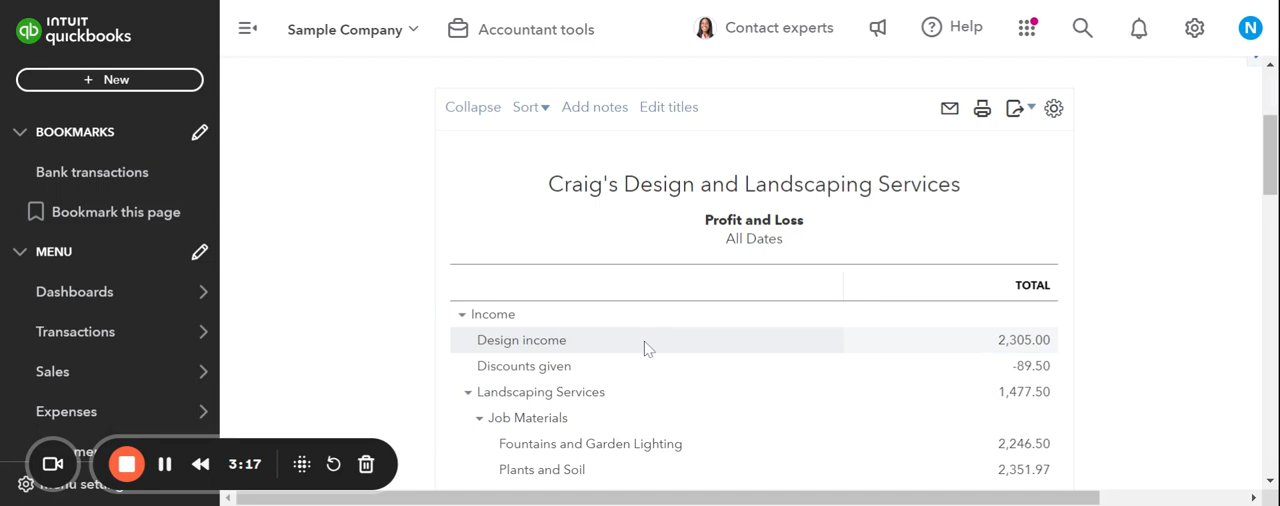 INTUIT
quickbooks
Sample Company
Accountant tools
Contact experts
Help
N
+ New
BOOKMARKS
Bank transactions
Bookmark this page
MENU
Dashboards
Transactions
Sales
Expenses
3:17
Collapse Sort Add notes Edit titles
Craig's Design and Landscaping Services
Profit and Loss
All Dates
TOTAL
Income
Design income 2,305.00
Discounts given -89.50
Landscaping Services 1,477.50
Job Materials
Fountains and Garden Lighting 2,246.50
Plants and Soil 2,351.97